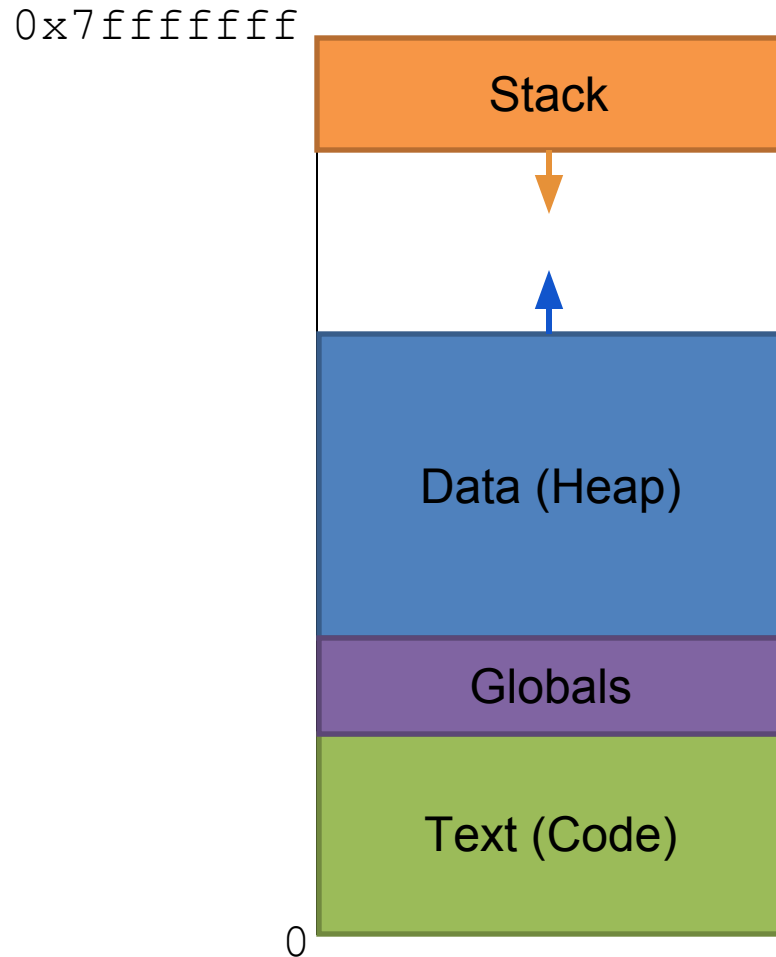 0x7fffffff
Stack
Data (Heap)
Globals
Text (Code)
0